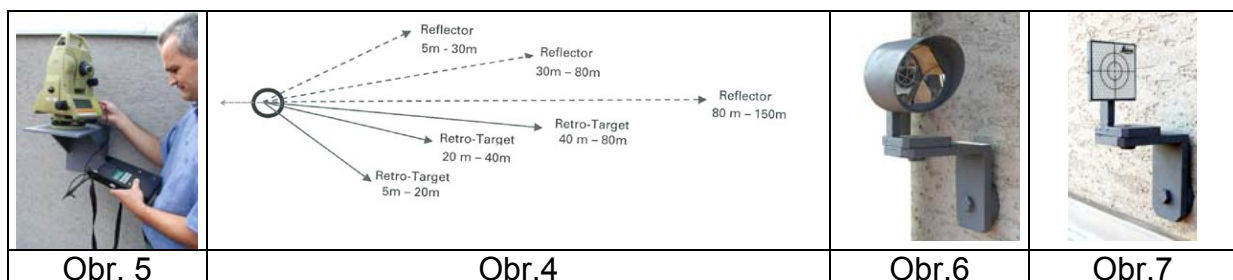 Reflector
5m - 30m
Reflector
30m – 80m
Reflector
80 m – 150m
Retro-Target
40 m – 80m
Retro-Target
20 m – 40m
Retro-Target
5m – 20m
Obr. 5
Obr.4
Obr.6
Obr.7